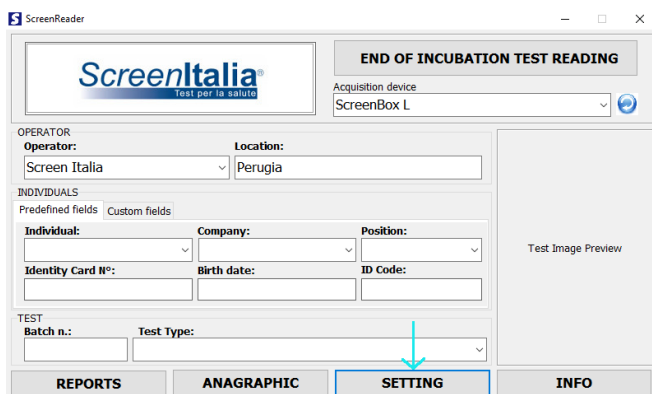 ScreenReader
ScreenItalia®
Test per la salute
END OF INCUBATION TEST READING
Acquisition device
ScreenBox L
OPERATOR
Operator: Location:
Screen Italia Perugia
INDIVIDUALS
Predefined fields Custom fields
Individual: Company: Position:
Identity Card N°: Birth date: ID Code:
Test Image Preview
TEST
Batch n.: Test Type:
REPORTS ANAGRAPHIC SETTING INFO